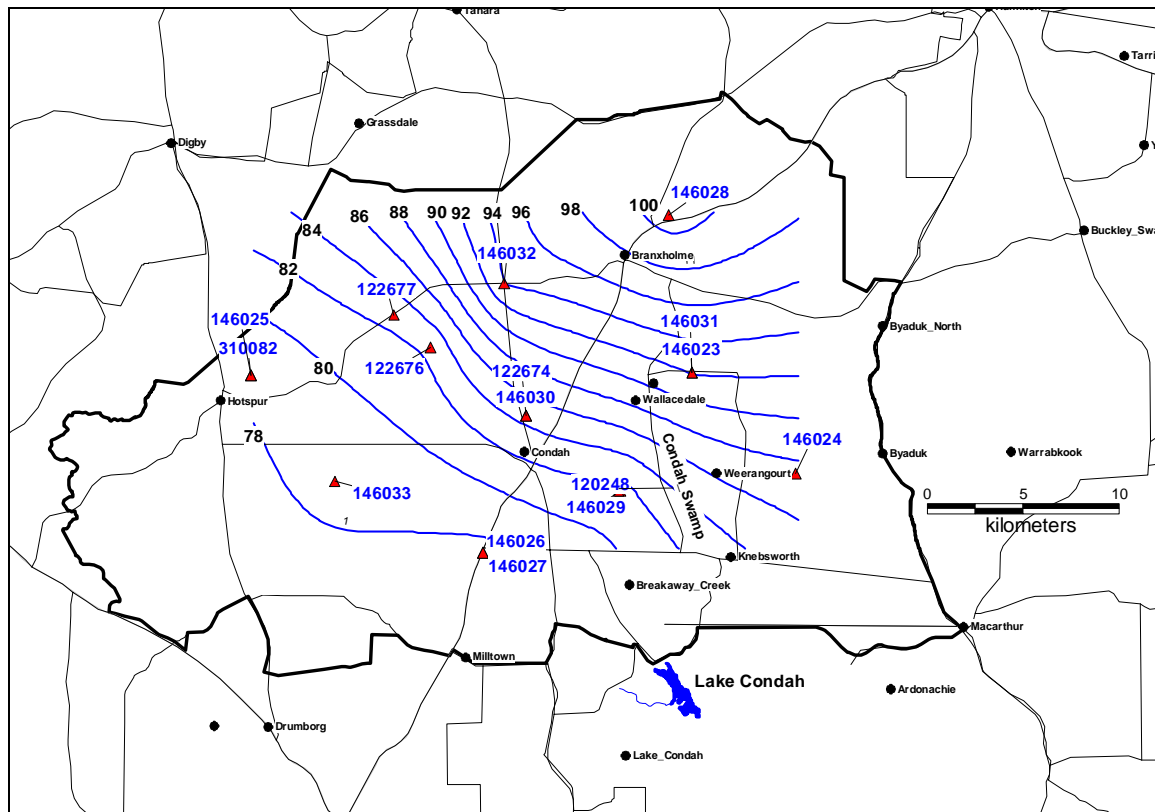 Tahara
Tarri
Grassdale
Digby
146028
86
88
90
92
94
96
98
100
84
Buckley_Swa
146032
Branxholme
82
122677
146025
146031
Byaduk_North
310082
146023
122676
80
122674
146030
Hotspur
Wallacedale
78
146024
Condah
Condah_Swamp
Warrabkook
Byaduk
Weerangourt
120248
146033
146029
0
5
10
kilometers
1
146026
146027
Knebsworth
Breakaway_Creek
Macarthur
Milltown
Lake Condah
Ardonachie
Drumborg
Lake_Condah